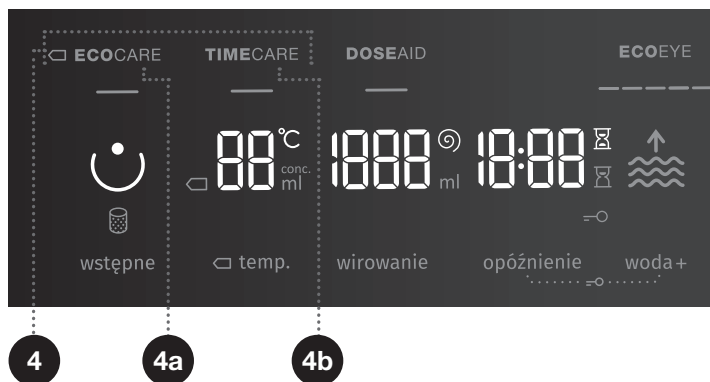 ECOCARE TIMECARE DOSEAID ECOEYE
88 °C 1888 18:88
conc.
ml ml
wstępne temp. wirowanie opóźnienie woda+
4 4a 4b